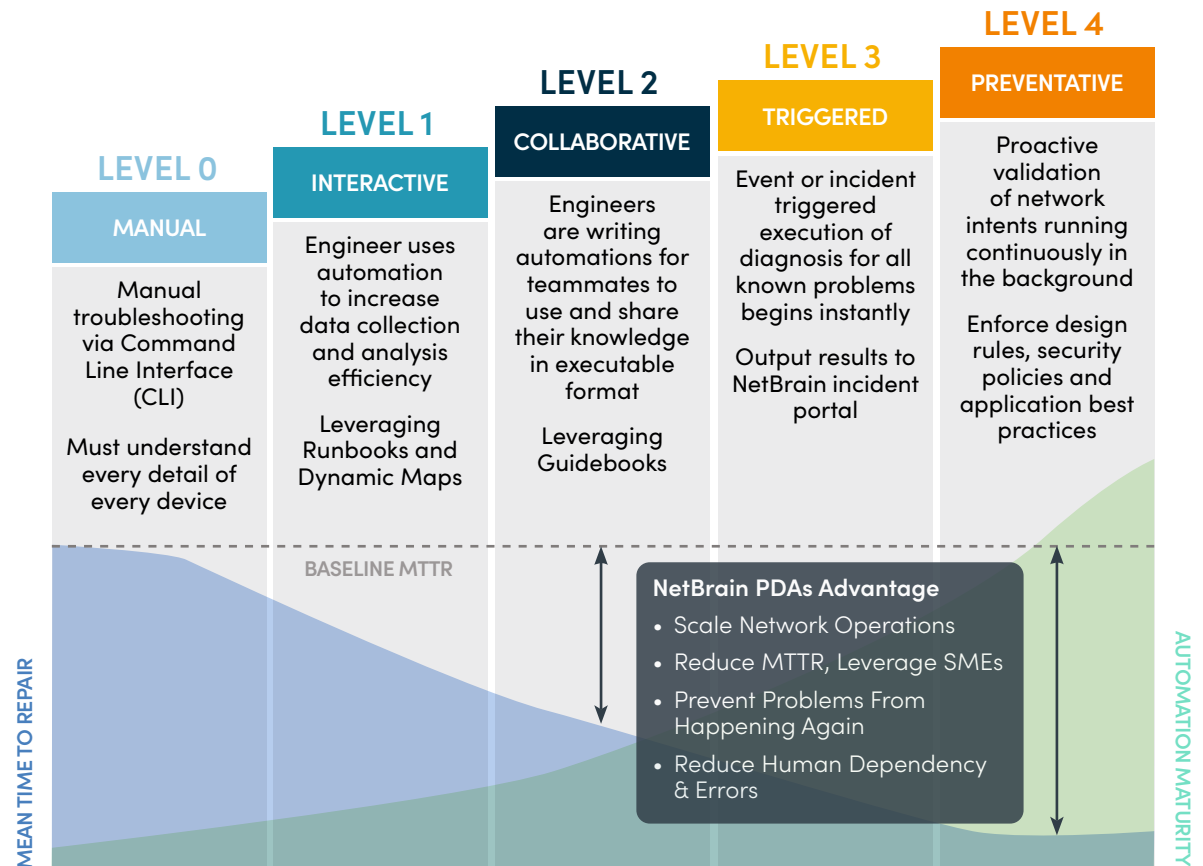 LEVEL 0
MANUAL
Manual
troubleshooting
via Command
Line Interface
(CLI)
Must understand
every detail of
every device
LEVEL 1
INTERACTIVE
Engineer uses
automation
to increase
data collection
and analysis
efficiency
Leveraging
Runbooks and
Dynamic Maps
LEVEL 2
COLLABORATIVE
Engineers
are writing
automations for
teammates to
use and share
their knowledge
in executable
format
Leveraging
Guidebooks
LEVEL 3
TRIGGERED
Event or incident
triggered
execution of
diagnosis for all
known problems
begins instantly
Output results to
NetBrain incident
portal
LEVEL 4
PREVENTATIVE
Proactive
validation
of network
intents running
continuously in
the background
Enforce design
rules, security
policies and
application best
practices
BASELINE MTTR
NetBrain PDAs Advantage
• Scale Network Operations
• Reduce MTTR, Leverage SMEs
• Prevent Problems From
Happening Again
• Reduce Human Dependency
& Errors
MEAN TIME TO REPAIR
AUTOMATION MATURITY